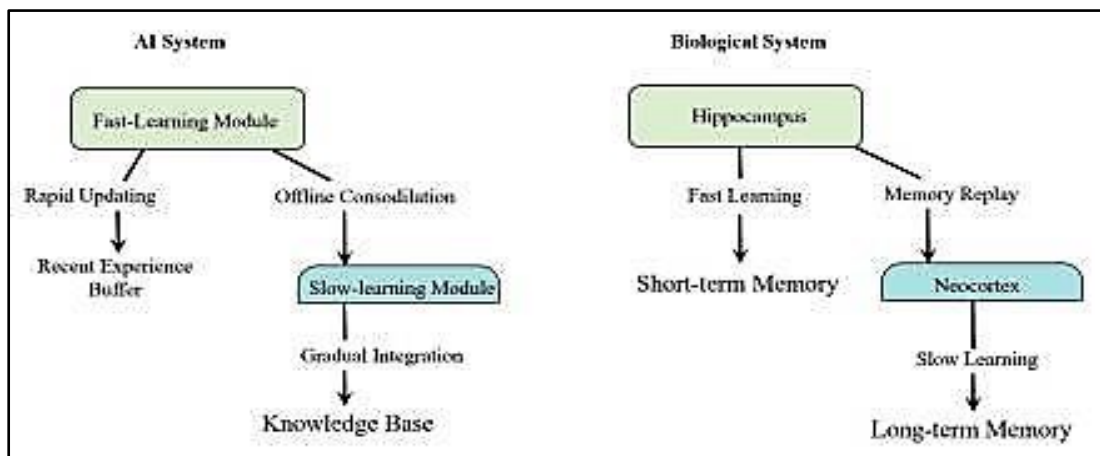 AI System
Fast-Learning Module
Rapid Updating
Offline Consodilation
Recent Experience
Buffer
Slow-learning Module
Gradual Integration
Knowledge Base
Biological System
Hippocampus
Fast Learning
Memory Replay
Short-term Memory
Neocortex
Slow Learning
Long-term Memory